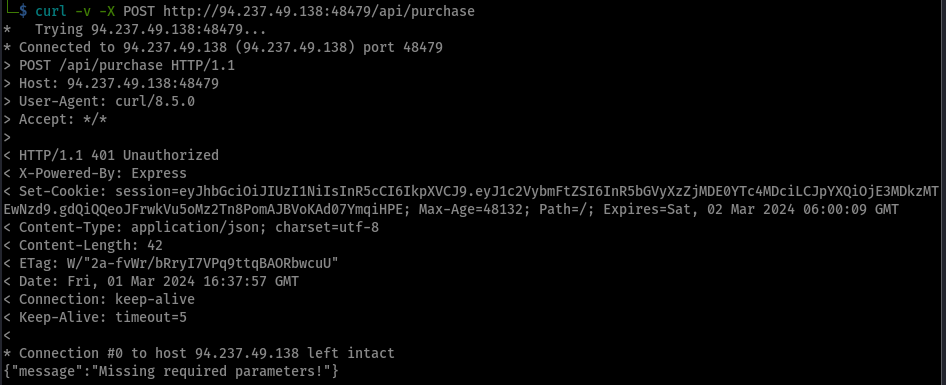 └─$ curl -v -X POST http://94.237.49.138:48479/api/purchase
*   Trying 94.237.49.138:48479...
* Connected to 94.237.49.138 (94.237.49.138) port 48479
> POST /api/purchase HTTP/1.1
> Host: 94.237.49.138:48479
> User-Agent: curl/8.5.0
> Accept: */*
>
< HTTP/1.1 401 Unauthorized
< X-Powered-By: Express
< Set-Cookie: session=eyJhbGciOiJIUzI1NiIsInR5cCI6IkpXVCJ9.eyJ1c2VybmFtZSI6InR5bGVyXzZjMDE0YTc4MDciLCJpYXQiOjE3MDkzMT
EwNzd9.gdQiQQeoJFrwkVu5oMz2Tn8PomAJBVoKAd07YmqiHPE; Max-Age=48132; Path=/; Expires=Sat, 02 Mar 2024 06:00:09 GMT
< Content-Type: application/json; charset=utf-8
< Content-Length: 42
< ETag: W/"2a-fvWr/bRryI7VPq9ttqBAORbwcuU"
< Date: Fri, 01 Mar 2024 16:37:57 GMT
< Connection: keep-alive
< Keep-Alive: timeout=5
<
* Connection #0 to host 94.237.49.138 left intact
{"message":"Missing required parameters!"}